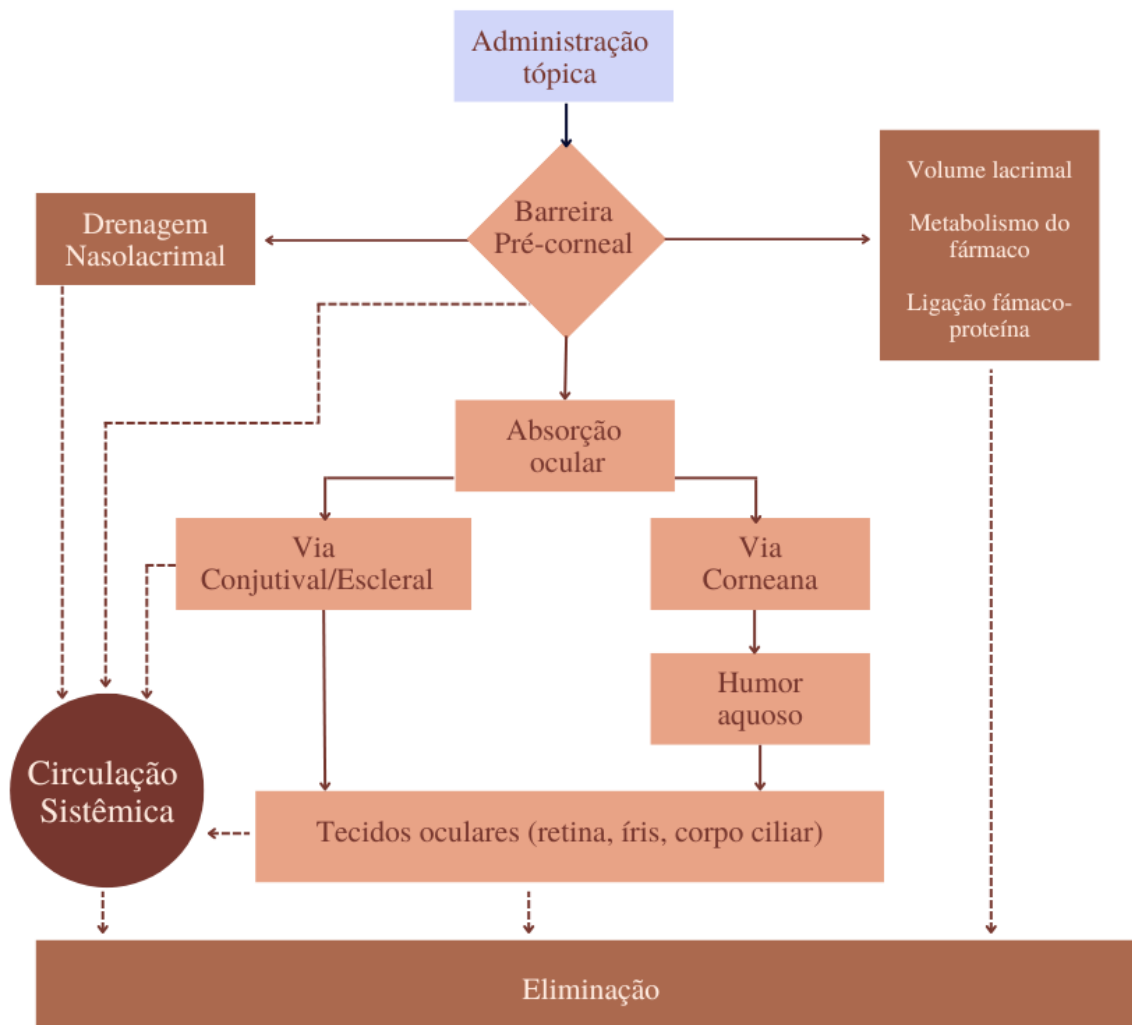 Administração
tópica
Barreira
Pré-corneal
Drenagem
Nasolacrimal
Volume lacrimal
Metabolismo do
fármaco
Ligação fámaco-
proteína
Absorção
ocular
Via
Conjutival/Escleral
Via
Corneana
Humor
aquoso
Circulação
Sistêmica
Tecidos oculares (retina, íris, corpo ciliar)
Eliminação